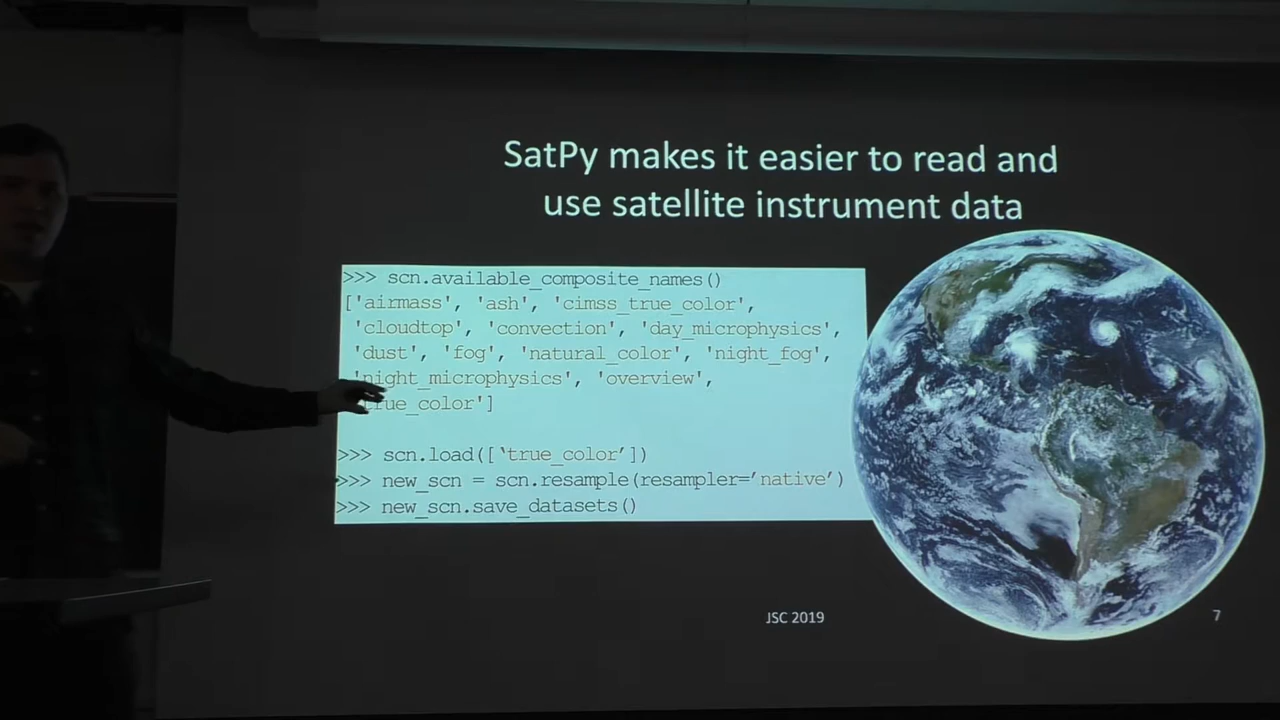 SatPy makes it easier to read and
use satellite instrument data
>>> scn.available_composite_names()
['airmass', 'ash', 'cimss_true_color',
'cloudtop', 'convection', 'day_microphysics',
'dust', 'fog', 'natural_color', 'night_fog',
'night_microphysics', 'overview',
true_color']
>>> scn.load([‘true_color’])
>>> new_scn = scn.resample(resampler=’native’)
>>> new_scn.save_datasets()
JSC 2019
7